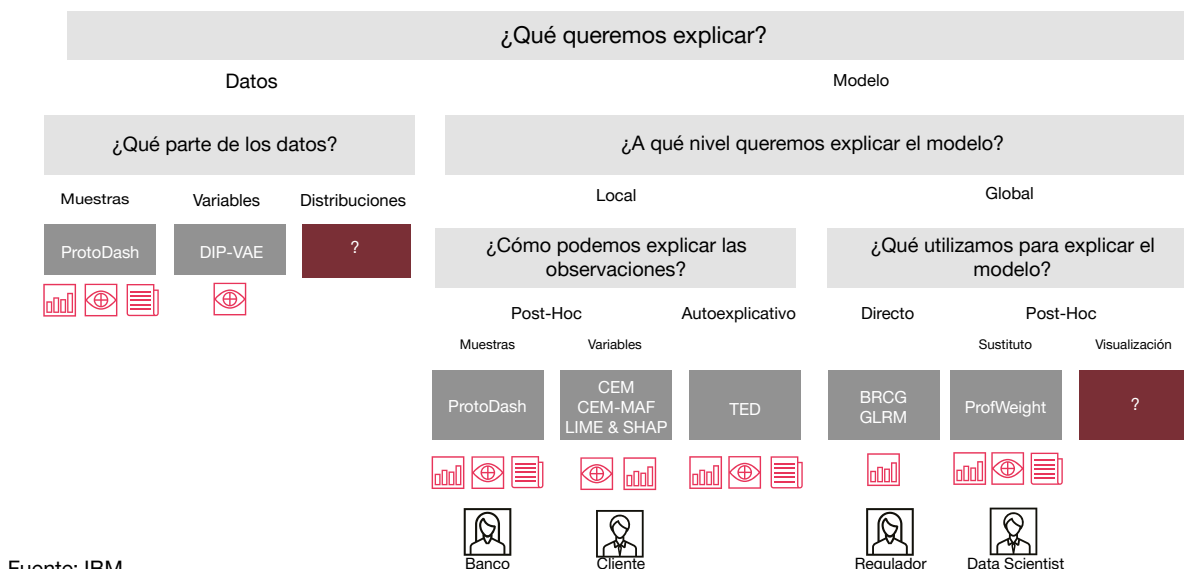 ¿Qué queremos explicar?
Datos
Modelo
¿Qué parte de los datos?
¿A qué nivel queremos explicar el modelo?
Muestras
Variables
Distribuciones
Local
Global
ProtoDash
DIP-VAE
?
¿Cómo podemos explicar las
observaciones?
¿Qué utilizamos para explicar el
modelo?
Post-Hoc
Autoexplicativo
Directo
Post-Hoc
Muestras
Variables
Sustituto
Visualización
ProtoDash
CEM
CEM-MAF
LIME & SHAP
TED
BRCG
GLRM
ProfWeight
?
Banco
Cliente
Regulador
Data Scientist
Fuente: IBM